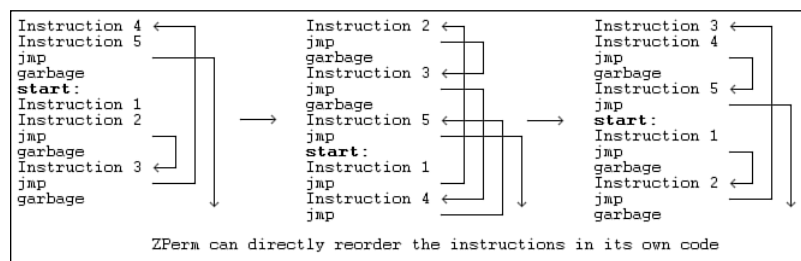 Instruction 4
Instruction 5
jmp
garbage
start:
Instruction 1
Instruction 2
jmp
garbage
Instruction 3
jmp
garbage
Instruction 2
jmp
garbage
Instruction 3
jmp
garbage
Instruction 5
jmp
start:
Instruction 1
jmp
Instruction 4
jmp
Instruction 3
Instruction 4
jmp
garbage
Instruction 5
jmp
start:
Instruction 1
jmp
garbage
Instruction 2
jmp
garbage
ZPerm can directly reorder the instructions in its own code